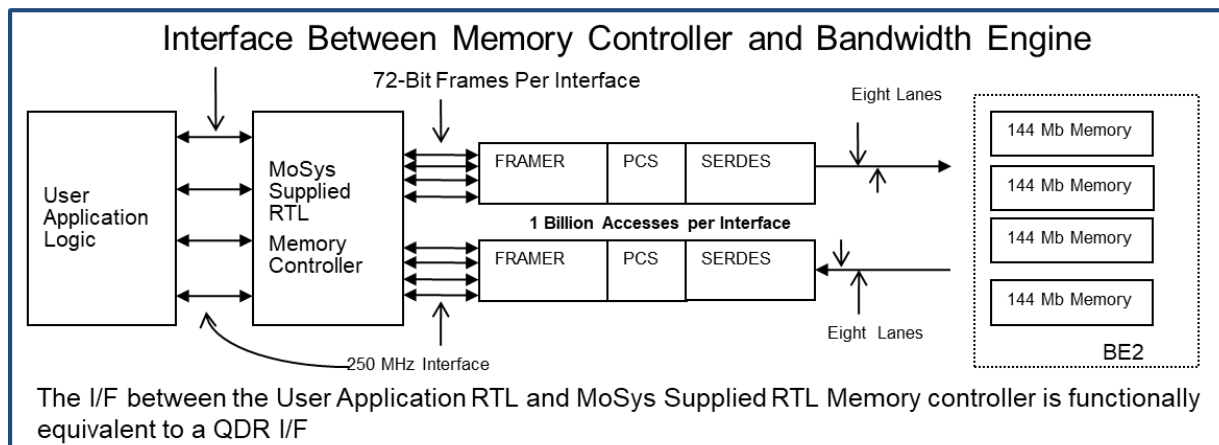 Interface Between Memory Controller and Bandwidth Engine
72-Bit Frames Per Interface
Eight Lanes
User
Application
Logic
MoSys
Supplied
RTL
Memory
Controller
FRAMER PCS SERDES
1 Billion Accesses per Interface
FRAMER PCS SERDES
Eight Lanes
250 MHz Interface
144 Mb Memory
144 Mb Memory
144 Mb Memory
144 Mb Memory
BE2
The I/F between the User Application RTL and MoSys Supplied RTL Memory controller is functionally
equivalent to a QDR I/F